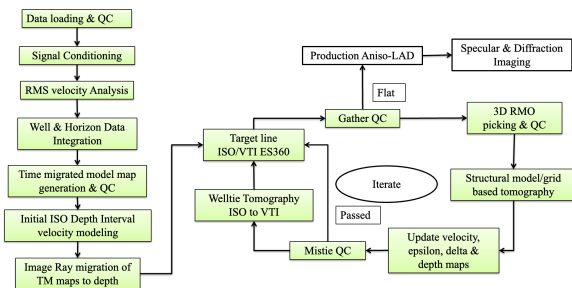 Data loading & QC
Signal Conditioning
RMS velocity Analysis
Well & Horizon Data
Integration
Time migrated model map
generation & QC
Initial ISO Depth Interval
velocity modeling
Image Ray migration of
TM maps to depth
Target line
ISO/VTI ES360
Welltie Tomography
ISO to VTI
Production Aniso-LAD
Specular & Diffraction
Imaging
Flat
Gather QC
3D RMO
picking & QC
Structural model/grid
based tomography
Iterate
Passed
Update velocity,
epsilon, delta &
depth maps
Mistie QC